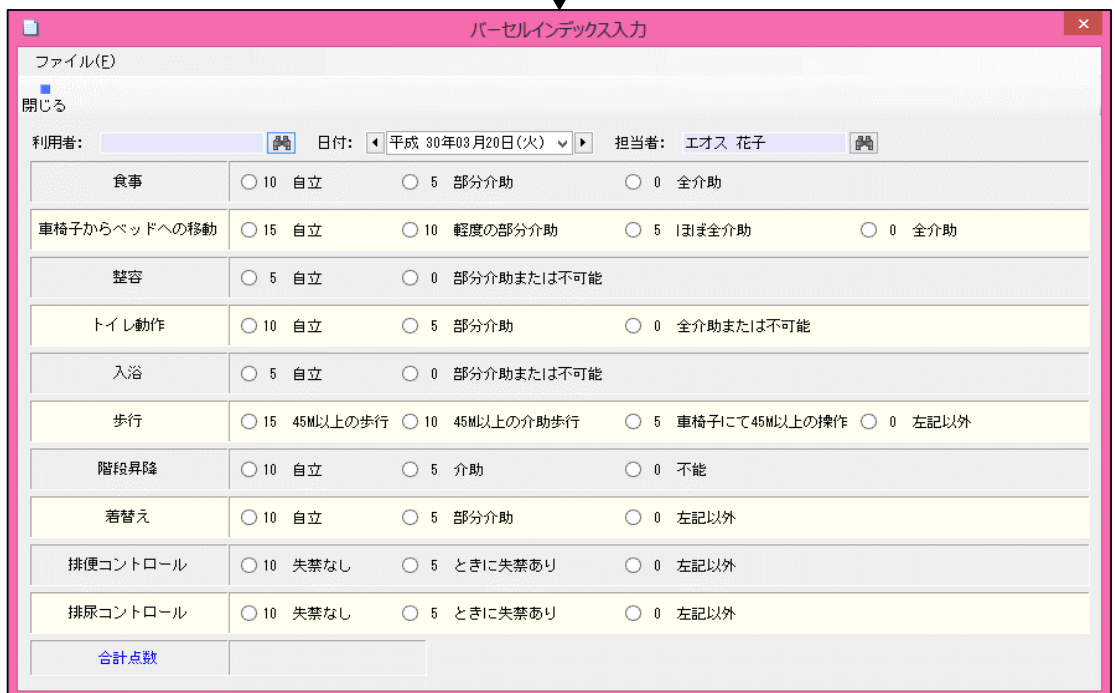 バーセルインデックス入力
ファイル(F)
閉じる
利用者: 日付: 平成 30年03月20日(火) 担当者: エオス 花子
食事 10 自立 5 部分介助 0 全介助
車椅子からベッドへの移動 15 自立 10 軽度の部分介助 5 ほぼ全介助 0 全介助
整容 5 自立 0 部分介助または不可能
トイレ動作 10 自立 5 部分介助 0 全介助または不可能
入浴 5 自立 0 部分介助または不可能
歩行 15 45M以上の歩行 10 45M以上の介助歩行 5 車椅子にて45M以上の操作 0 左記以外
階段昇降 10 自立 5 介助 0 不能
着替え 10 自立 5 部分介助 0 左記以外
排便コントロール 10 失禁なし 5 ときに失禁あり 0 左記以外
排尿コントロール 10 失禁なし 5 ときに失禁あり 0 左記以外
合計点数